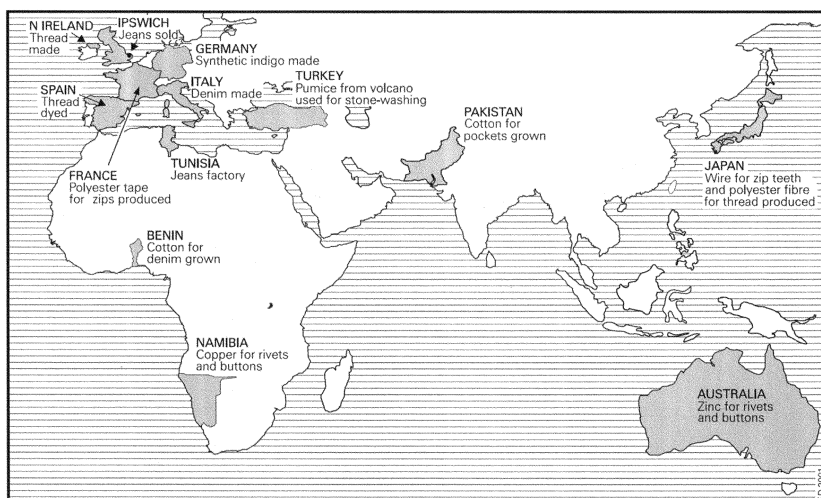 N IRELAND
Thread
made
IPSWICH
Jeans sold
GERMANY
Synthetic indigo made
SPAIN
Thread
dyed
ITALY
Denim made
TURKEY
Pumice from volcano
used for stone-washing
PAKISTAN
Cotton for
pockets grown
FRANCE
Polyester tape
for zips produced
TUNISIA
Jeans factory
JAPAN
Wire for zip teeth
and polyester fibre
for thread produced
BENIN
Cotton for
denim grown
NAMIBIA
Copper for rivets
and buttons
AUSTRALIA
Zinc for rivets
and buttons